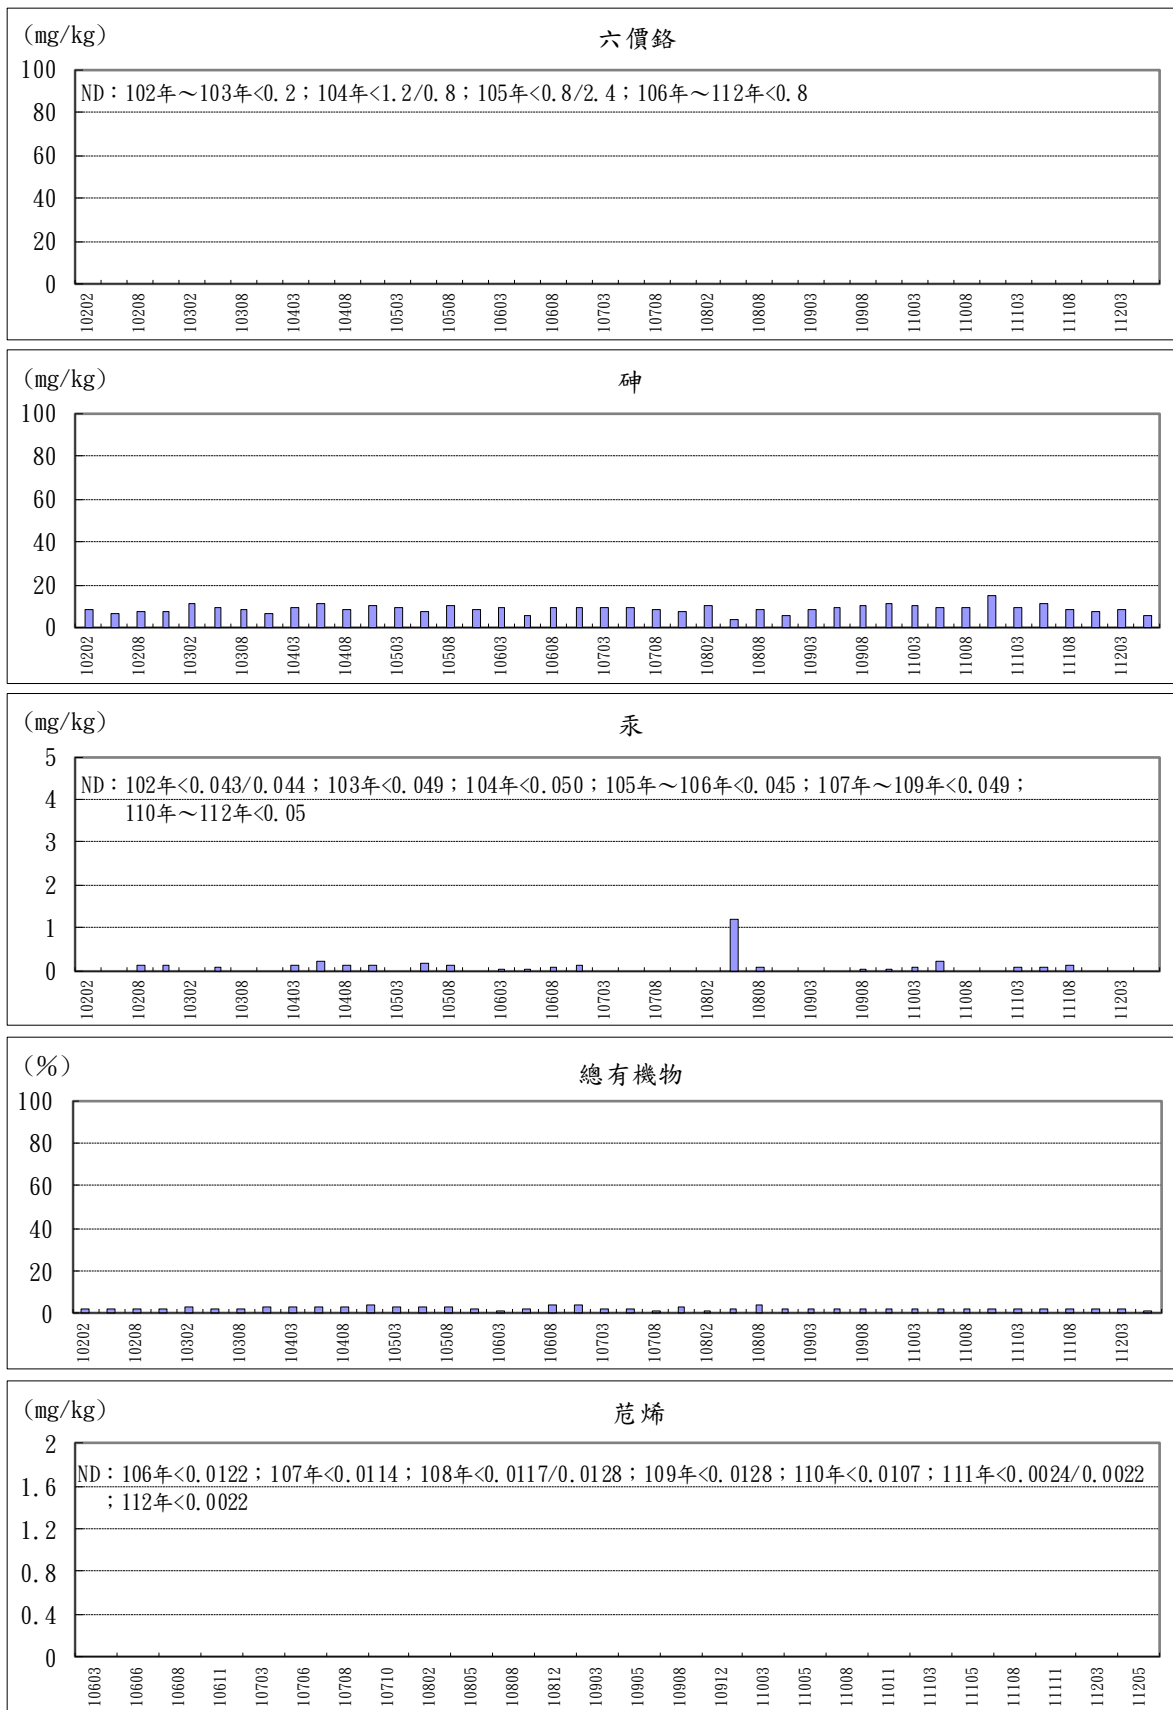 (mg/kg)
六價鉻
100
ND：102年～103年<0.2；104年<1.2/0.8；105年<0.8/2.4；106年～112年<0.8
80
60
40
20
0
10202 10208 10302 10308 10403 10408 10503 10508 10603 10608 10703 10708 10802 10808 10903 10908 11003 11008 11103 11108 11203
(mg/kg)
砷
100
80
60
40
20
0
10202 10208 10302 10308 10403 10408 10503 10508 10603 10608 10703 10708 10802 10808 10903 10908 11003 11008 11103 11108 11203
(mg/kg)
汞
5
ND：102年<0.043/0.044；103年<0.049；104年<0.050；105年～106年<0.045；107年～109年<0.049；
4
110年～112年<0.05
3
2
1
0
10202 10208 10302 10308 10403 10408 10503 10508 10603 10608 10703 10708 10802 10808 10903 10908 11003 11008 11103 11108 11203
(%)
總有機物
100
80
60
40
20
0
10202 10208 10302 10308 10403 10408 10503 10508 10603 10608 10703 10708 10802 10808 10903 10908 11003 11008 11103 11108 11203
(mg/kg)
苊烯
2
ND：106年<0.0122；107年<0.0114；108年<0.0117/0.0128；109年<0.0128；110年<0.0107；111年<0.0024/0.0022
1.6
；112年<0.0022
1.2
0.8
0.4
0
10603 10606 10608 10611 10703 10706 10708 10710 10802 10805 10808 10812 10903 10905 10908 10912 11003 11005 11008 11011 11103 11105 11108 11111 11203 11205